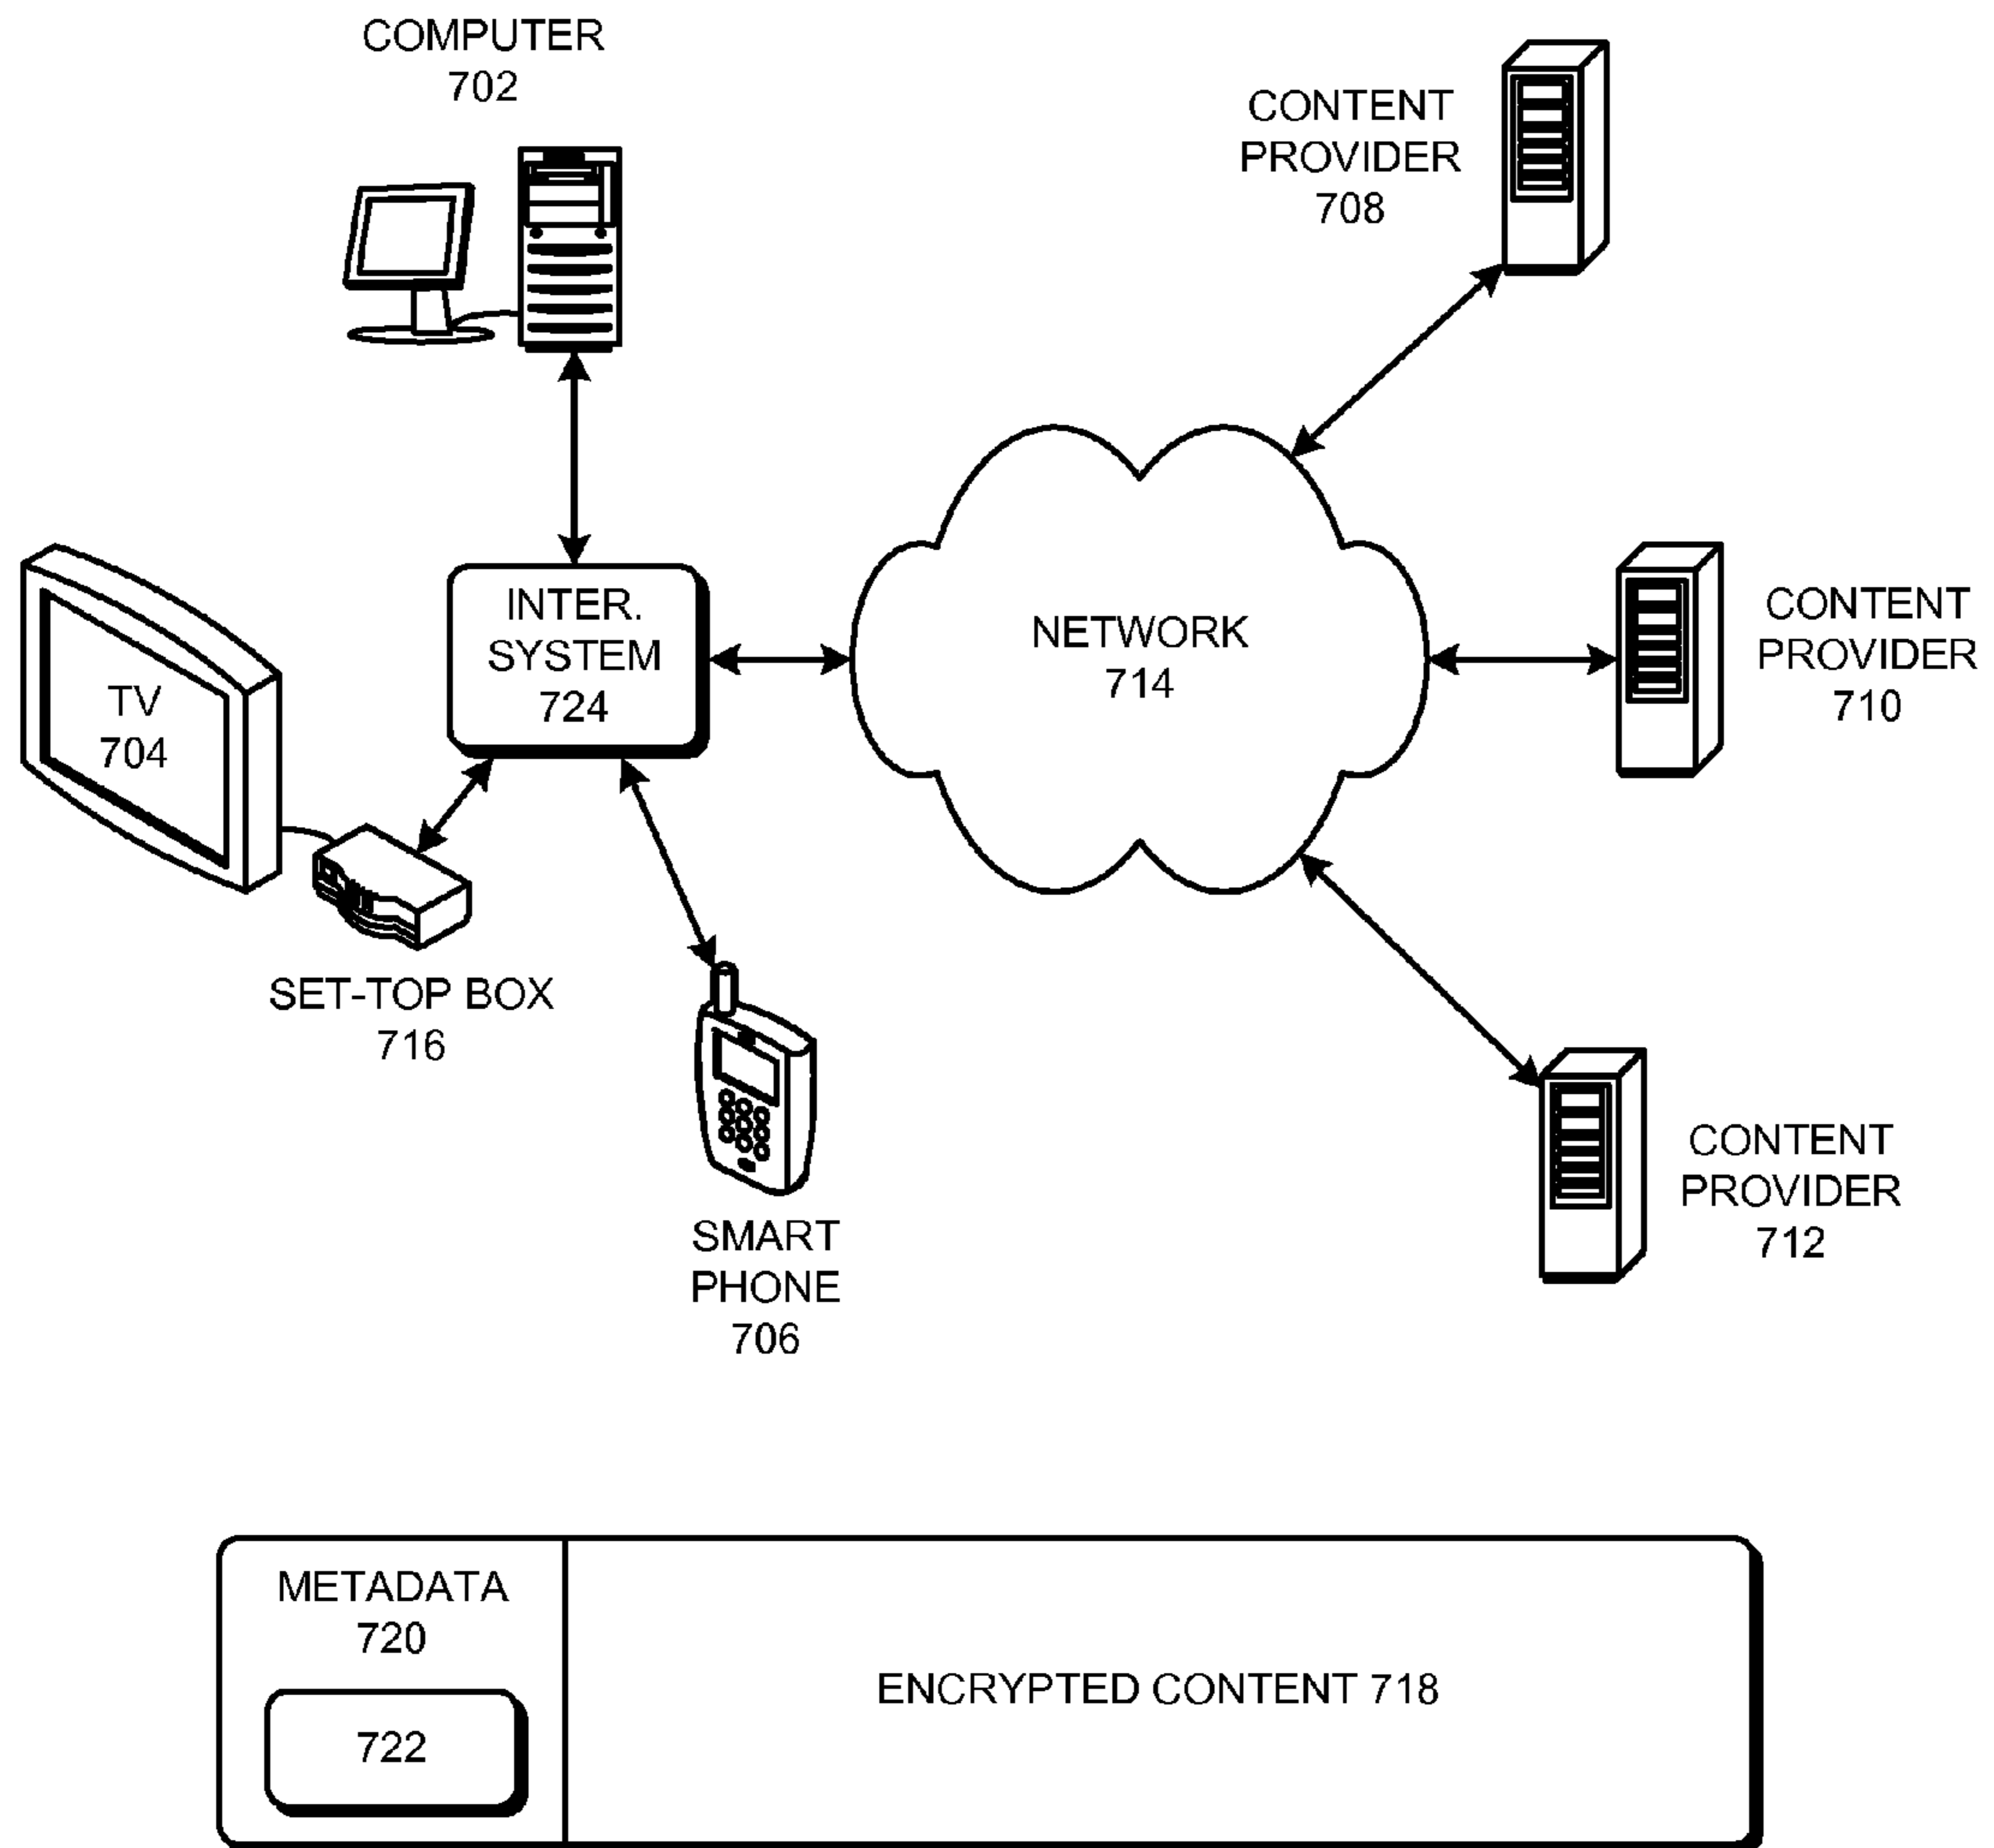 COMPUTER
702
CONTENT
PROVIDER
708
INTER.
SYSTEM
724
NETWORK
714
CONTENT
PROVIDER
710
TV
704
SET-TOP BOX
716
SMART
PHONE
706
CONTENT
PROVIDER
712
METADATA
720
722
ENCRYPTED CONTENT 718